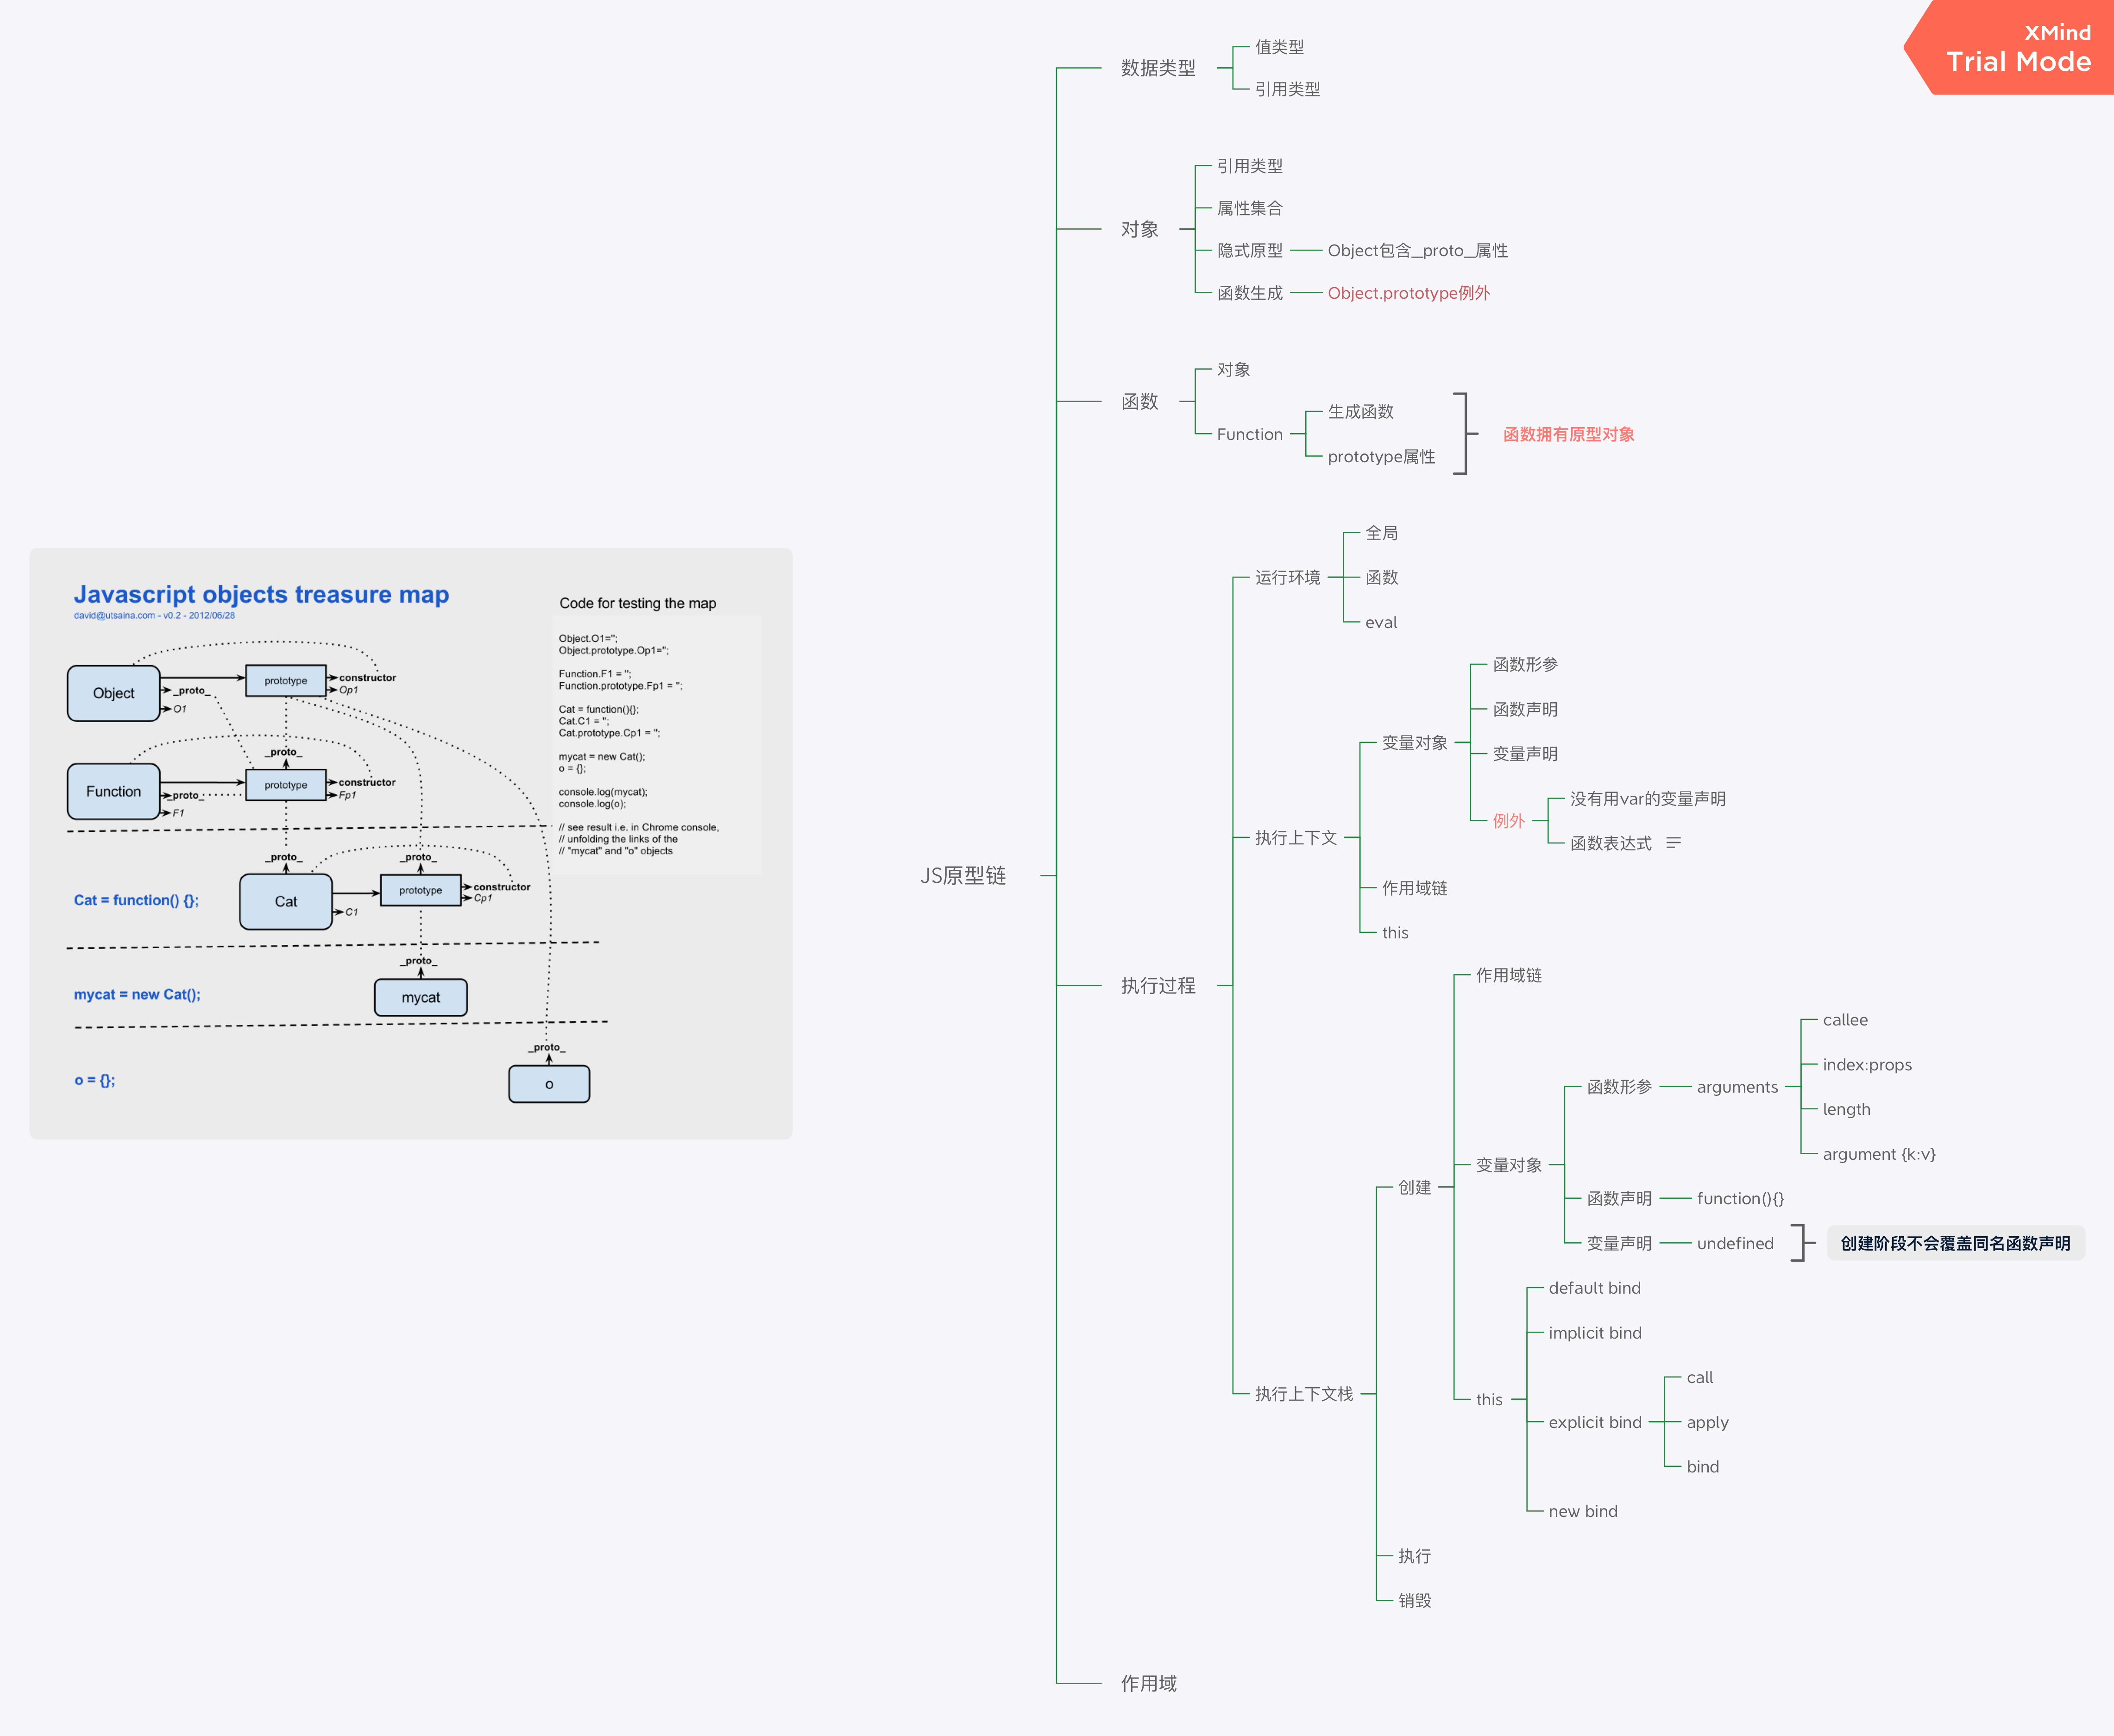 XMind
Trial Mode
Javascript objects treasure map
david@utsaina.com - v0.2 - 2012/06/28
Object
prototype
constructor
Op1
_proto_
O1
_proto_
Function
prototype
constructor
Fp1
_proto_
F1
_proto_
_proto_
Cat = function() {};
Cat
prototype
constructor
Cp1
C1
_proto_
mycat = new Cat();
mycat
_proto_
o = {};
o
Code for testing the map
Object.O1='';
Object.prototype.Op1='';
Function.F1 = '';
Function.prototype.Fp1 = '';
Cat = function(){};
Cat.C1 = '';
Cat.prototype.Cp1 = '';
mycat = new Cat();
o = {};
console.log(mycat);
console.log(o);
// see result i.e. in Chrome console,
// unfolding the links of the
// "mycat" and "o" objects
JS原型链
数据类型
值类型
引用类型
对象
引用类型
属性集合
隐式原型
Object包含_proto_属性
函数生成
Object.prototype例外
函数
对象
Function
生成函数
prototype属性
函数拥有原型对象
执行过程
运行环境
全局
函数
eval
执行上下文
变量对象
函数形参
函数声明
变量声明
例外
没有用var的变量声明
函数表达式
作用域链
this
执行上下文栈
创建
作用域链
变量对象
函数形参
arguments
callee
index:props
length
argument {k:v}
函数声明
function(){}
变量声明
undefined
创建阶段不会覆盖同名函数声明
this
default bind
implicit bind
explicit bind
call
apply
bind
new bind
执行
销毁
作用域